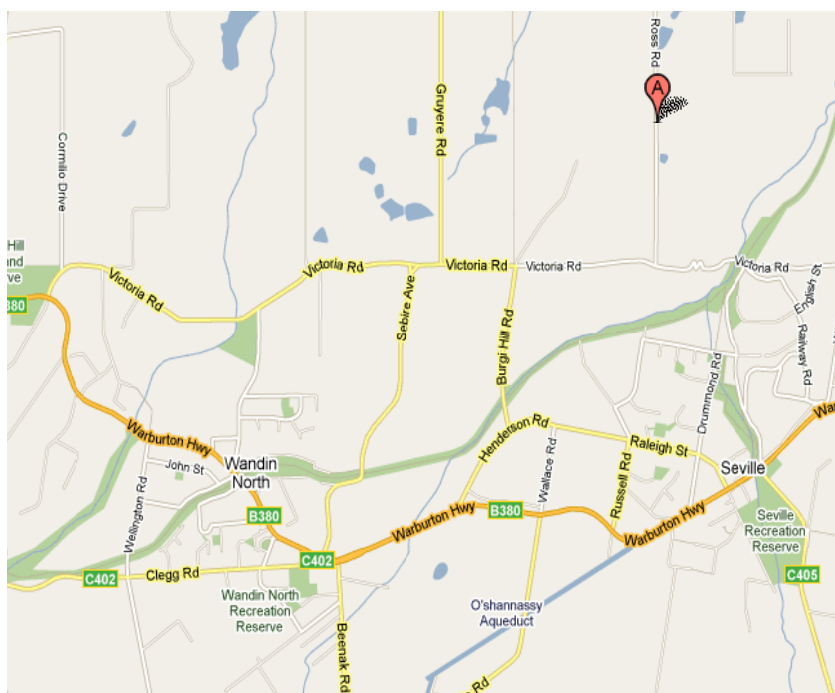 Ross Rd
A
Gruyere Rd
Cormilio Drive
H
and
rve
B380
Victoria Rd
Victoria Rd
Victoria Rd
Victoria Rd
Victoria Rd
English St
Railway Rd
Sebire Ave
Burgi Hill Rd
Drummond Rd
Warburton Hwy
Henderson Rd
Raleigh St
John St
Wandin
North
Wallace Rd
Russell Rd
Seville
Wellington Rd
B380
Warburton Hwy
B380
Warburton Hwy
Seville
Recreation
Reserve
C402
C402
Clegg Rd
C405
Wandin North
Recreation
Reserve
O'shannassy
Aqueduct
Beenak Rd
Rd